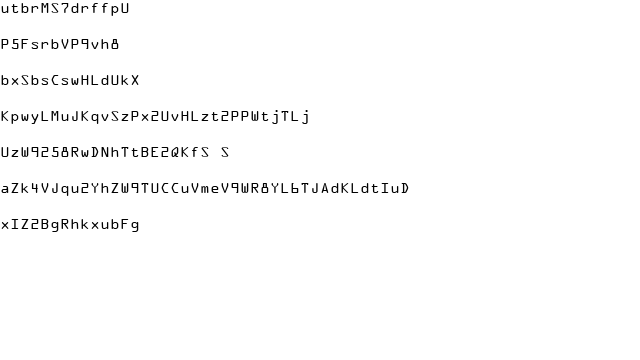 utbrMS7drffpU
P5FsrbVP9vh8
bxSbsCswHLdUkX
KpwyLMuJKqvSzPx2UvHLzt2PPWtjTLj
UzW9258RwDNhTtBE2QKfS S
aZk4VJqu2YhZW9TUCCuVmeV9WR8YL6TJAdKLdtIuD
xIZ2BgRhkxubFg